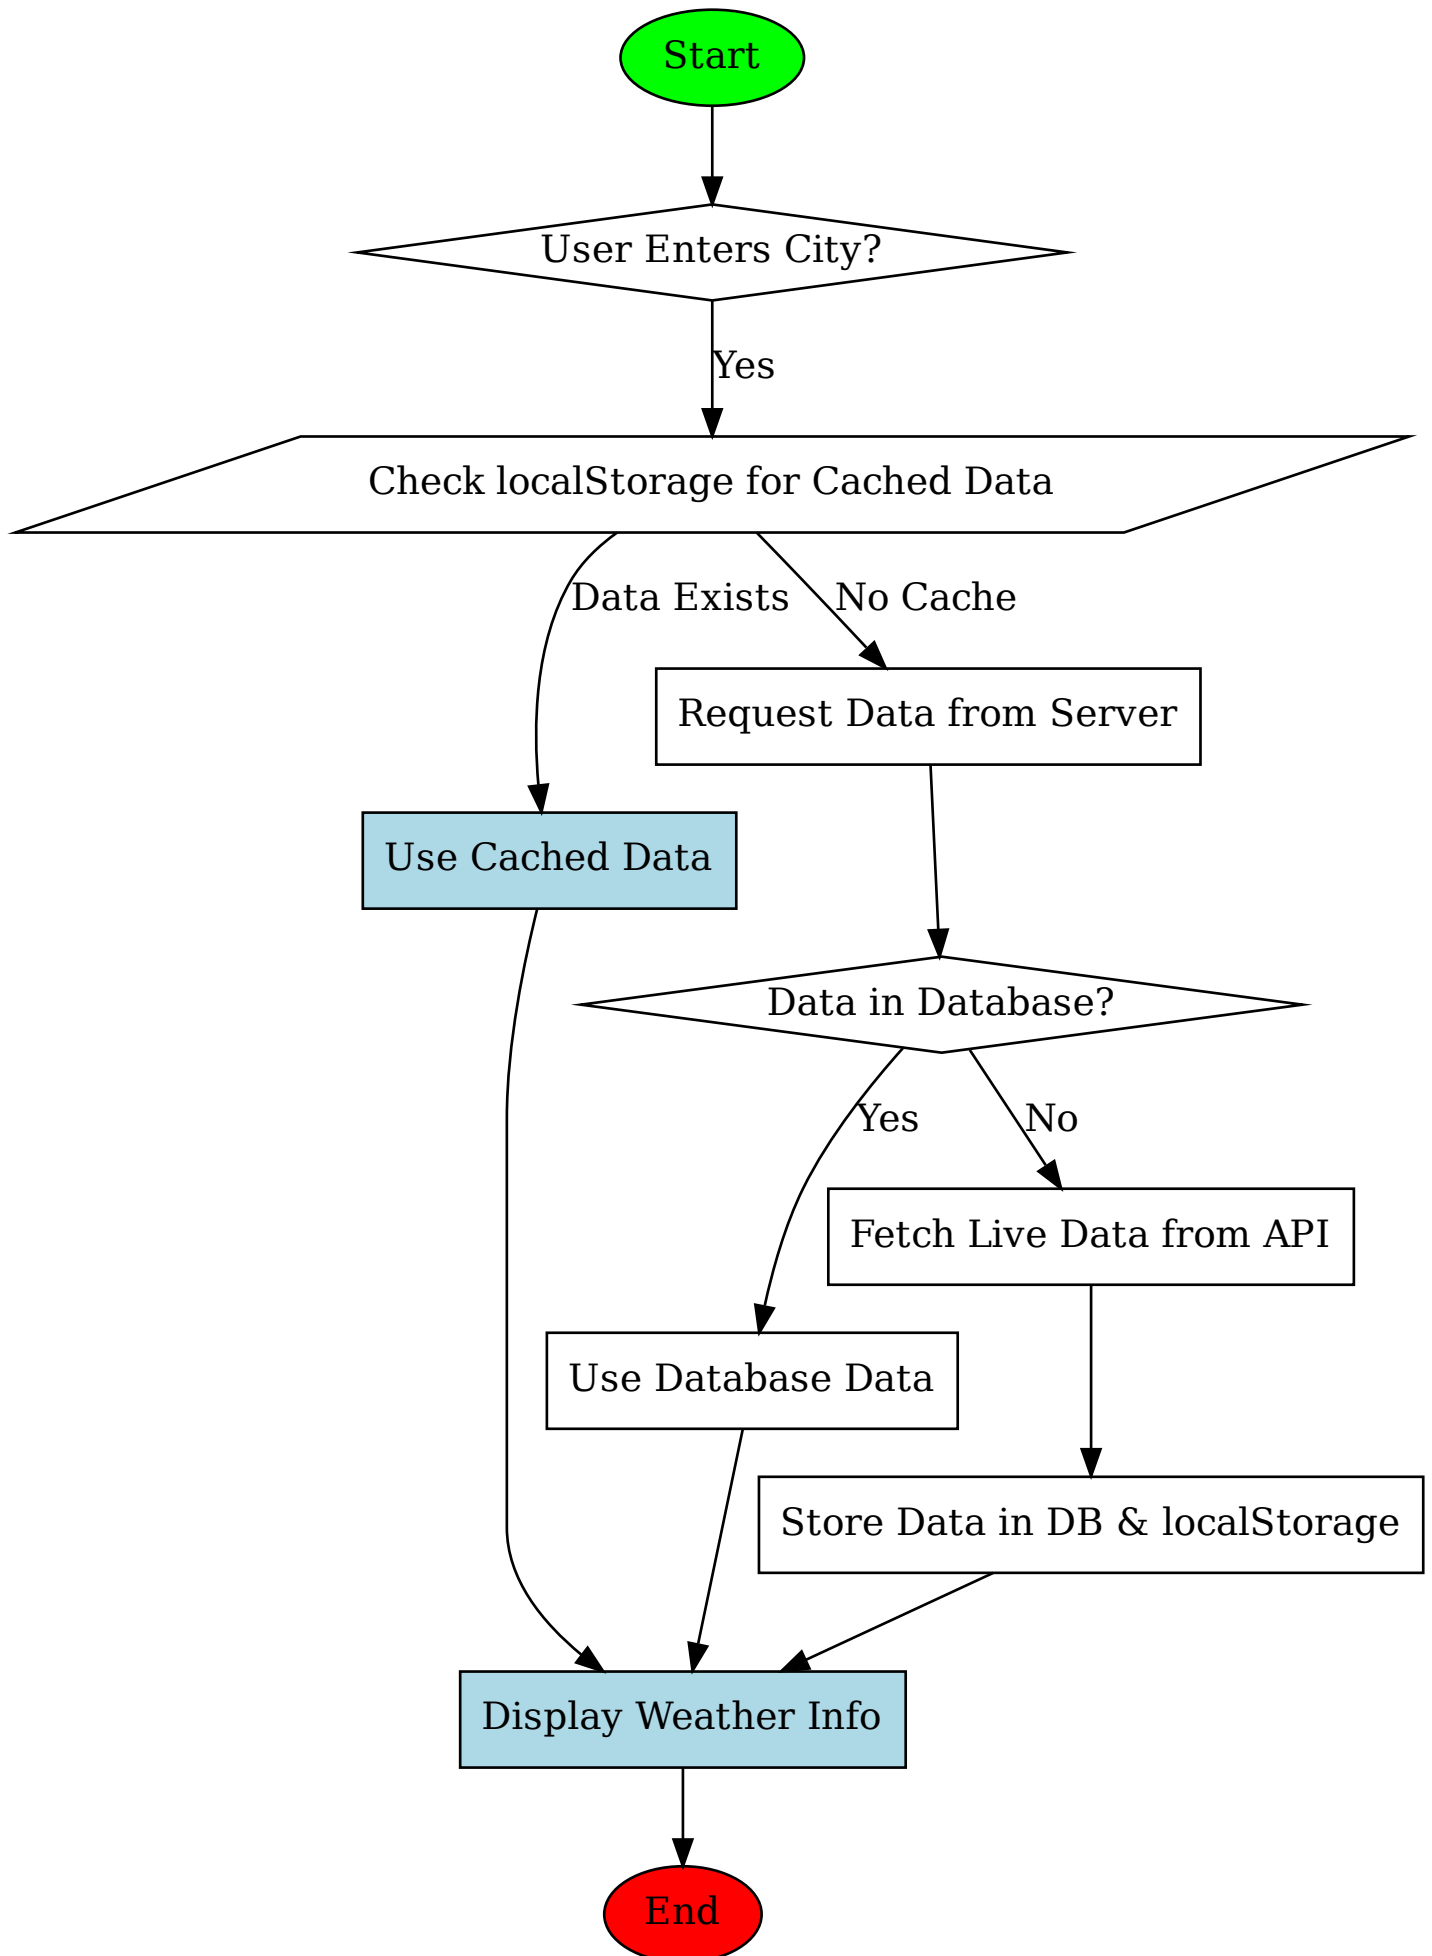 Start
User Enters City?
Yes
Check localStorage for Cached Data
Data Exists
No Cache
Request Data from Server
Use Cached Data
Data in Database?
Yes
No
Fetch Live Data from API
Use Database Data
Store Data in DB & localStorage
Display Weather Info
End